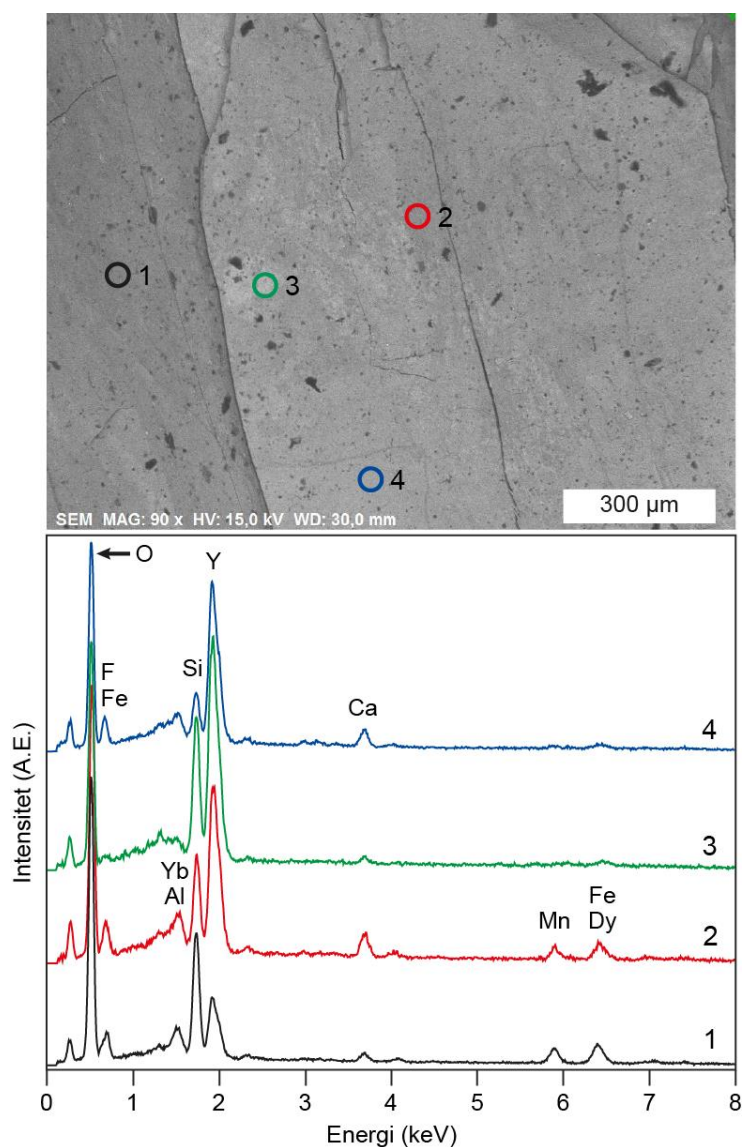 1
2
3
4
300 µm
SEM MAG: 90 x HV: 15,0 kV WD: 30,0 mm
O
Y
F
Fe
Si
Ca
4
3
Yb
Al
Mn
Fe
Dy
2
1
Intensitet (A.E.)
0 1 2 3 4 5 6 7 8
Energi (keV)